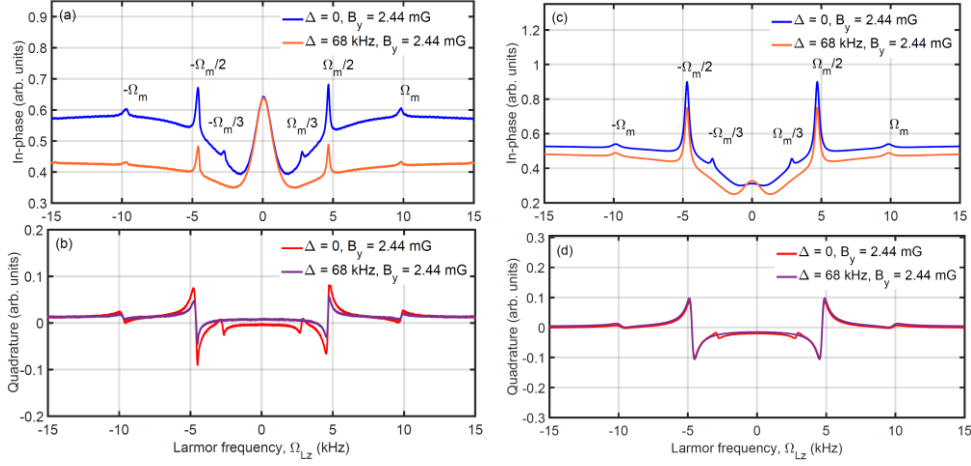 (a)
Δ = 0, B_y = 2.44 mG
Δ = 68 kHz, B_y = 2.44 mG
-Ω_m/2
Ω_m/2
-Ω_m
Ω_m
-Ω_m/3
Ω_m/3
In-phase (arb. units)
0.9
0.8
0.7
0.6
0.5
0.4
0.3
-15
-10
-5
0
5
10
15
(b)
Δ = 0, B_y = 2.44 mG
Δ = 68 kHz, B_y = 2.44 mG
Quadrature (arb. units)
0.2
0.1
0
-0.1
-0.2
-15
-10
-5
0
5
10
15
Larmor frequency, Ω_Lz (kHz)
(c)
Δ = 0, B_y = 2.44 mG
Δ = 68 kHz, B_y = 2.44 mG
-Ω_m/2
Ω_m/2
-Ω_m/3
Ω_m/3
-Ω_m
Ω_m
In-phase (arb. units)
1.2
1
0.8
0.6
0.4
0.2
-15
-10
-5
0
5
10
15
(d)
Δ = 0, B_y = 2.44 mG
Δ = 68 kHz, B_y = 2.44 mG
Quadrature (arb. units)
0.3
0.2
0.1
0
-0.1
-0.2
-0.3
-15
-10
-5
0
5
10
15
Larmor frequency, Ω_Lz (kHz)